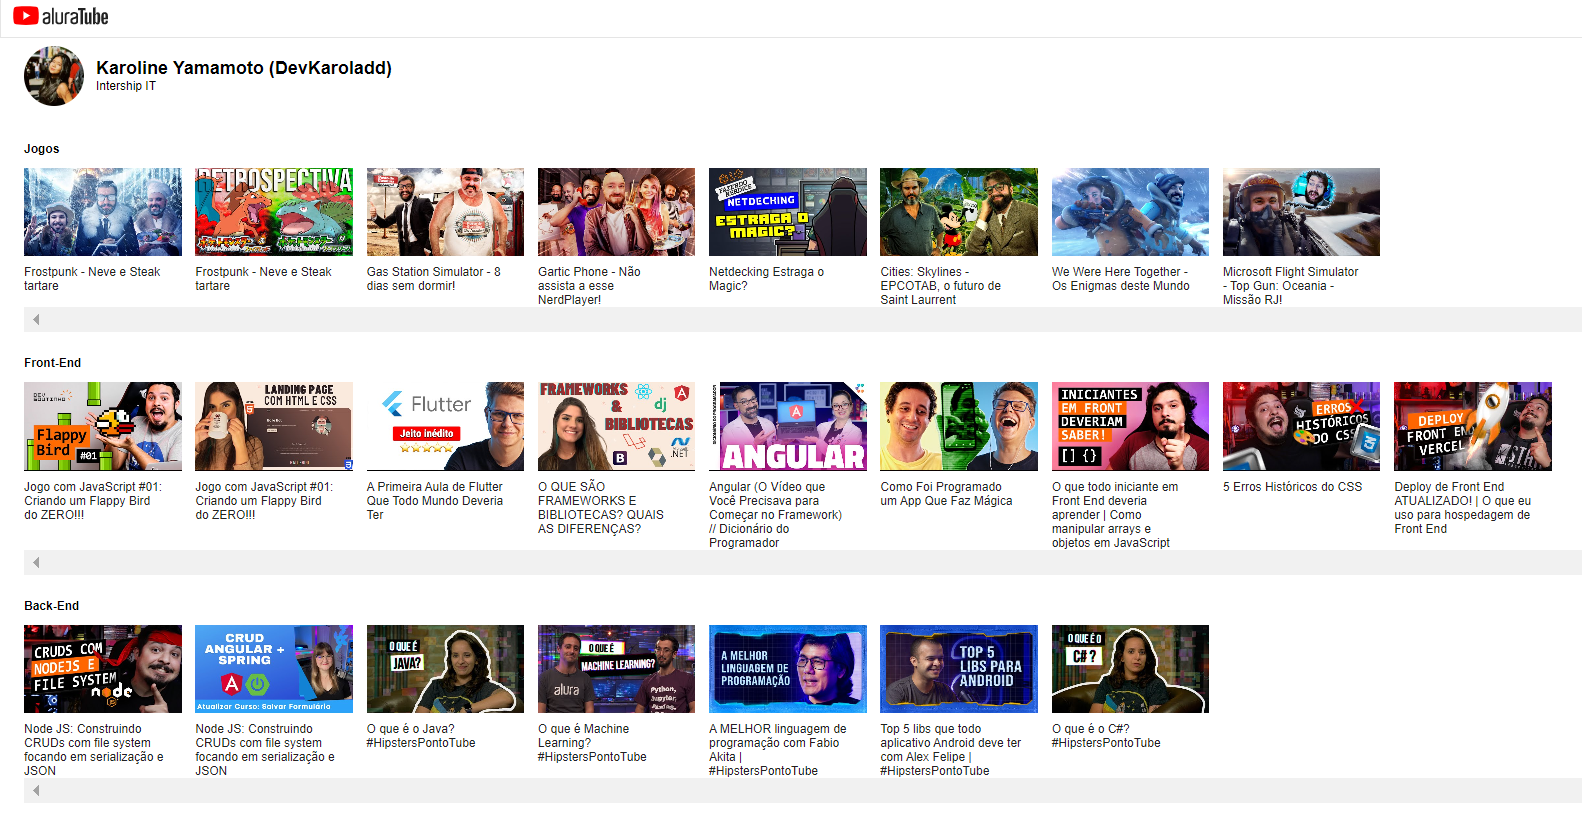 aluraTube
Karoline Yamamoto (DevKaroladd)
Intership IT
Jogos
RETROSPECTIVA
FAZENDO
NERDICE
NETDECHING
ESTRAGA O
MAGIC?
Frostpunk - Neve e Steak
tartare
Frostpunk - Neve e Steak
tartare
Gas Station Simulator - 8
dias sem dormir!
Gartic Phone - Não
assista a esse
NerdPlayer!
Netdecking Estraga o
Magic?
Cities: Skylines -
EPCOTAB, o futuro de
Saint Laurrent
We Were Here Together -
Os Enigmas deste Mundo
Microsoft Flight Simulator
- Top Gun: Oceania -
Missão RJ!
Front-End
DEV
SOUTINHO
Flappy
Bird #01
LANDING PAGE
COM HTML E CSS
Flutter
Jeito inédito
FRAMEWORKS
&
BIBLIOTECAS
dj
B
.NET
ANGULAR
INICIANTES
EM FRONT
DEVERIAM
SABER!
[] {}
ERROS
HISTÓRICOS
DO CSS
DEPLOY
FRONT END
VERCEL
Jogo com JavaScript #01:
Criando um Flappy Bird
do ZERO!!!
Jogo com JavaScript #01:
Criando um Flappy Bird
do ZERO!!!
A Primeira Aula de Flutter
Que Todo Mundo Deveria
Ter
O QUE SÃO
FRAMEWORKS E
BIBLIOTECAS? QUAIS
AS DIFERENÇAS?
Angular (O Vídeo que
Você Precisava para
Começar no Framework)
// Dicionário do
Programador
Como Foi Programado
um App Que Faz Mágica
O que todo iniciante em
Front End deveria
aprender | Como
manipular arrays e
objetos em JavaScript
5 Erros Históricos do CSS
Deploy de Front End
ATUALIZADO! | O que eu
uso para hospedagem de
Front End
Back-End
CRUDS COM
NODEJS E
FILE SYSTEM
node
CRUD
ANGULAR +
SPRING
Atualizar Curso: Salvar Formulário
O QUE É
JAVA?
O QUE É
MACHINE LEARNING?
alura
Python,
Jupyter,
A MELHOR
LINGUAGEM DE
PROGRAMAÇÃO
TOP 5
LIBS PARA
ANDROID
O QUE É O
C# ?
Node JS: Construindo
CRUDs com file system
focando em serialização e
JSON
Node JS: Construindo
CRUDs com file system
focando em serialização e
JSON
O que é o Java?
#HipstersPontoTube
O que é Machine
Learning?
#HipstersPontoTube
A MELHOR linguagem de
programação com Fabio
Akita |
#HipstersPontoTube
Top 5 libs que todo
aplicativo Android deve ter
com Alex Felipe |
#HipstersPontoTube
O que é o C#?
#HipstersPontoTube